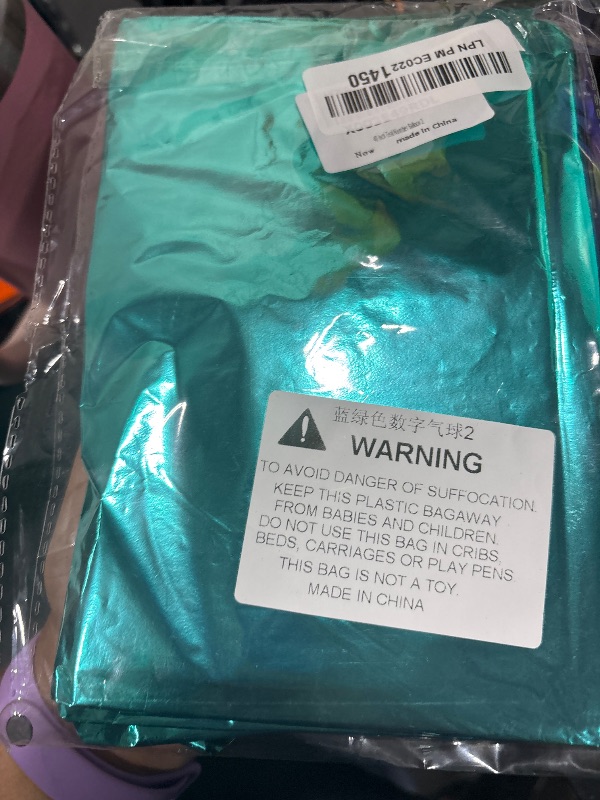 LPN PM EC0221450
New
made in China
蓝绿色数字气球2
WARNING
TO AVOID DANGER OF SUFFOCATION.
KEEP THIS PLASTIC BAGAWAY
FROM BABIES AND CHILDREN.
DO NOT USE THIS BAG IN CRIBS,
BEDS, CARRIAGES OR PLAY PENS
THIS BAG IS NOT A TOY.
MADE IN CHINA